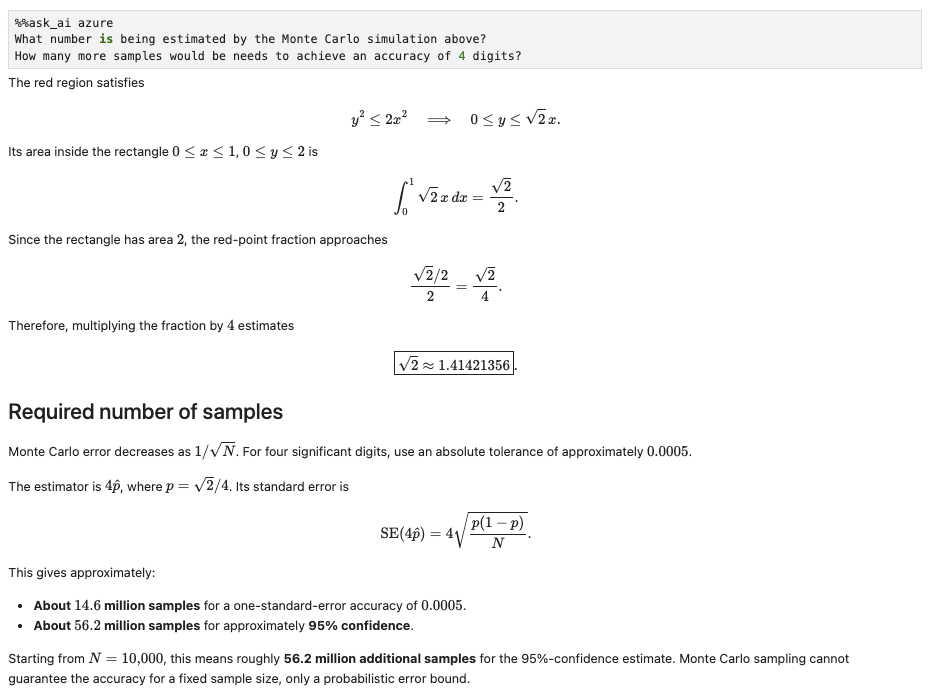 %%ask_ai azure
What number is being estimated by the Monte Carlo simulation above?
How many more samples would be needs to achieve an accuracy of 4 digits?
The red region satisfies
y² ≤ 2x² ⟹ 0 ≤ y ≤ √2 x.
Its area inside the rectangle 0 ≤ x ≤ 1, 0 ≤ y ≤ 2 is
∫₀¹ √2 x dx = √2/2.
Since the rectangle has area 2, the red-point fraction approaches
(√2/2)/2 = √2/4.
Therefore, multiplying the fraction by 4 estimates
√2 ≈ 1.41421356.
Required number of samples
Monte Carlo error decreases as 1/√N. For four significant digits, use an absolute tolerance of approximately 0.0005.
The estimator is 4p̂, where p = √2/4. Its standard error is
SE(4p̂) = 4√(p(1 − p)/N).
This gives approximately:
• About 14.6 million samples for a one-standard-error accuracy of 0.0005.
• About 56.2 million samples for approximately 95% confidence.
Starting from N = 10,000, this means roughly 56.2 million additional samples for the 95%-confidence estimate. Monte Carlo sampling cannot
guarantee the accuracy for a fixed sample size, only a probabilistic error bound.